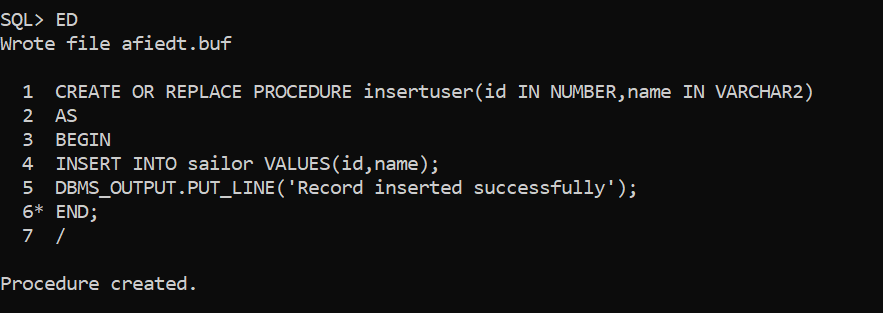 SQL> ED
Wrote file afiedt.buf
1 CREATE OR REPLACE PROCEDURE insertuser(id IN NUMBER,name IN VARCHAR2)
2 AS
3 BEGIN
4 INSERT INTO sailor VALUES(id,name);
5 DBMS_OUTPUT.PUT_LINE('Record inserted successfully');
6* END;
7 /
Procedure created.